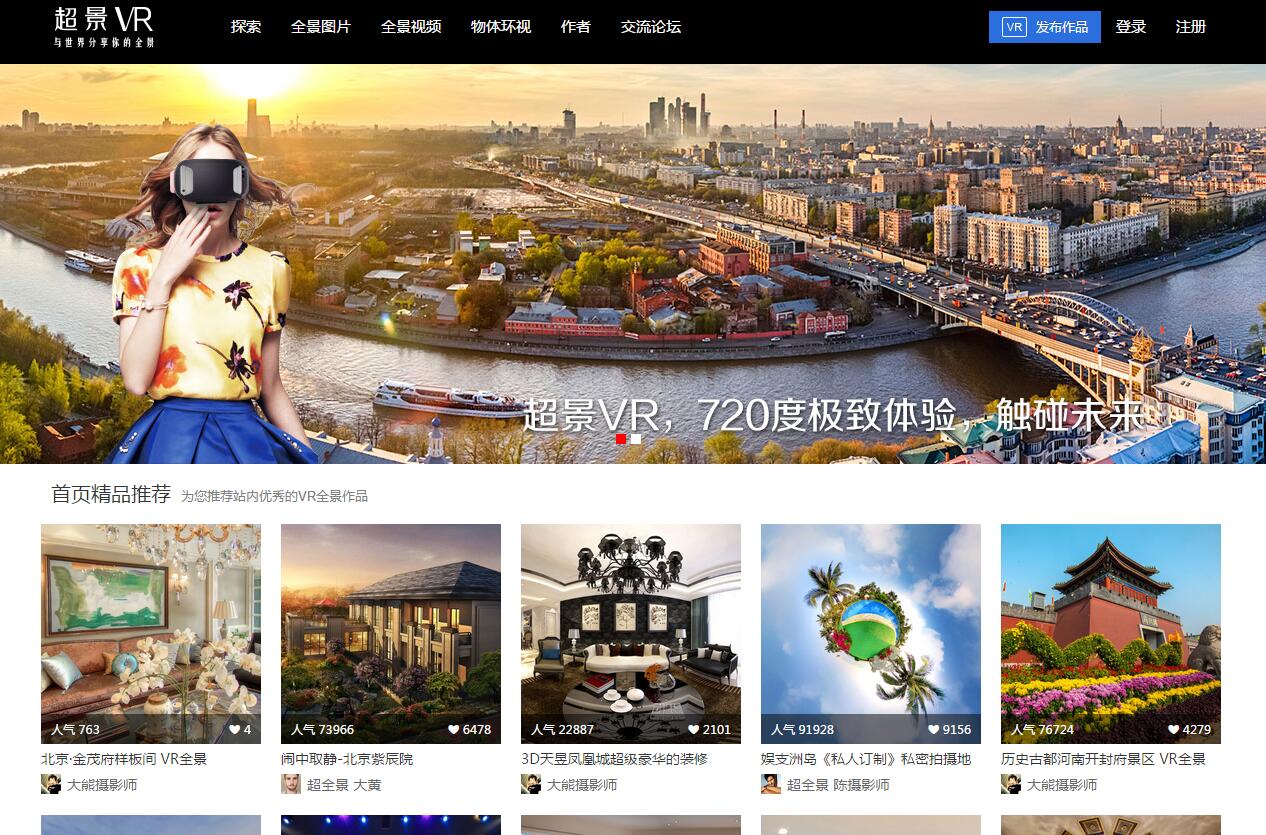 超景VR
与世界分享你的全景
探索 全景图片 全景视频 物体环视 作者 交流论坛
VR 发布作品 登录 注册
超景VR，720度极致体验，触碰未来
首页精品推荐 为您推荐站内优秀的VR全景作品
人气 763 4
人气 73966 6478
人气 22887 2101
人气 91928 9156
人气 76724 4279
北京·金茂府样板间 VR全景
闹中取静-北京紫辰院
3D天昱凤凰城超级豪华的装修
蜈支洲岛《私人订制》私密拍摄地
历史古都河南开封府景区 VR全景
大熊摄影师
超全景 大黄
大熊摄影师
超全景 陈摄影师
大熊摄影师